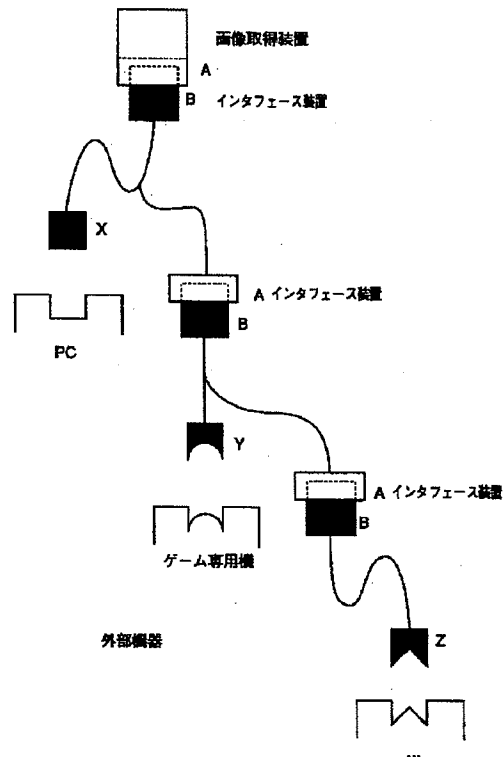 画像取得装置
A
B インタフェース装置
X
PC
A インタフェース装置
B
Y
ゲーム専用機
A インタフェース装置
B
外部機器
Z